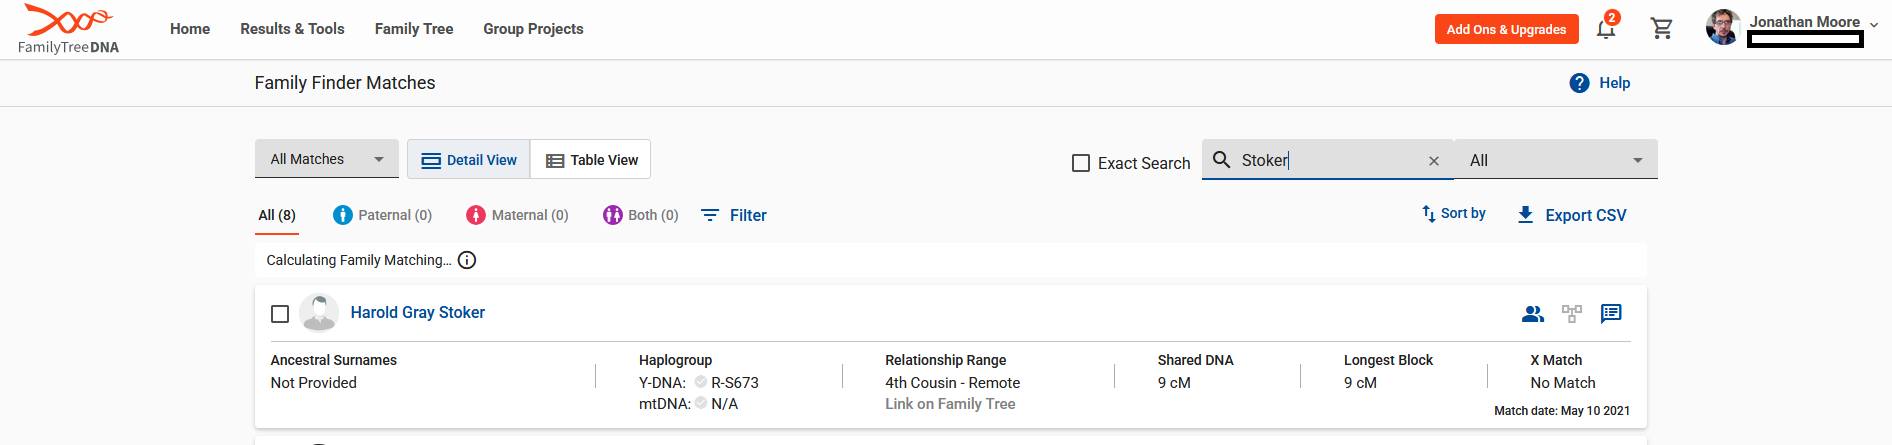 FamilyTreeDNA
Home Results & Tools Family Tree Group Projects
Add Ons & Upgrades
2
Jonathan Moore
Family Finder Matches
? Help
All Matches
Detail View
Table View
Exact Search
Stoker
All
All (8)
Paternal (0)
Maternal (0)
Both (0)
Filter
Sort by
Export CSV
Calculating Family Matching...
Harold Gray Stoker
Ancestral Surnames
Not Provided
Haplogroup
Y-DNA: R-S673
mtDNA: N/A
Relationship Range
4th Cousin - Remote
Link on Family Tree
Shared DNA
9 cM
Longest Block
9 cM
X Match
No Match
Match date: May 10 2021